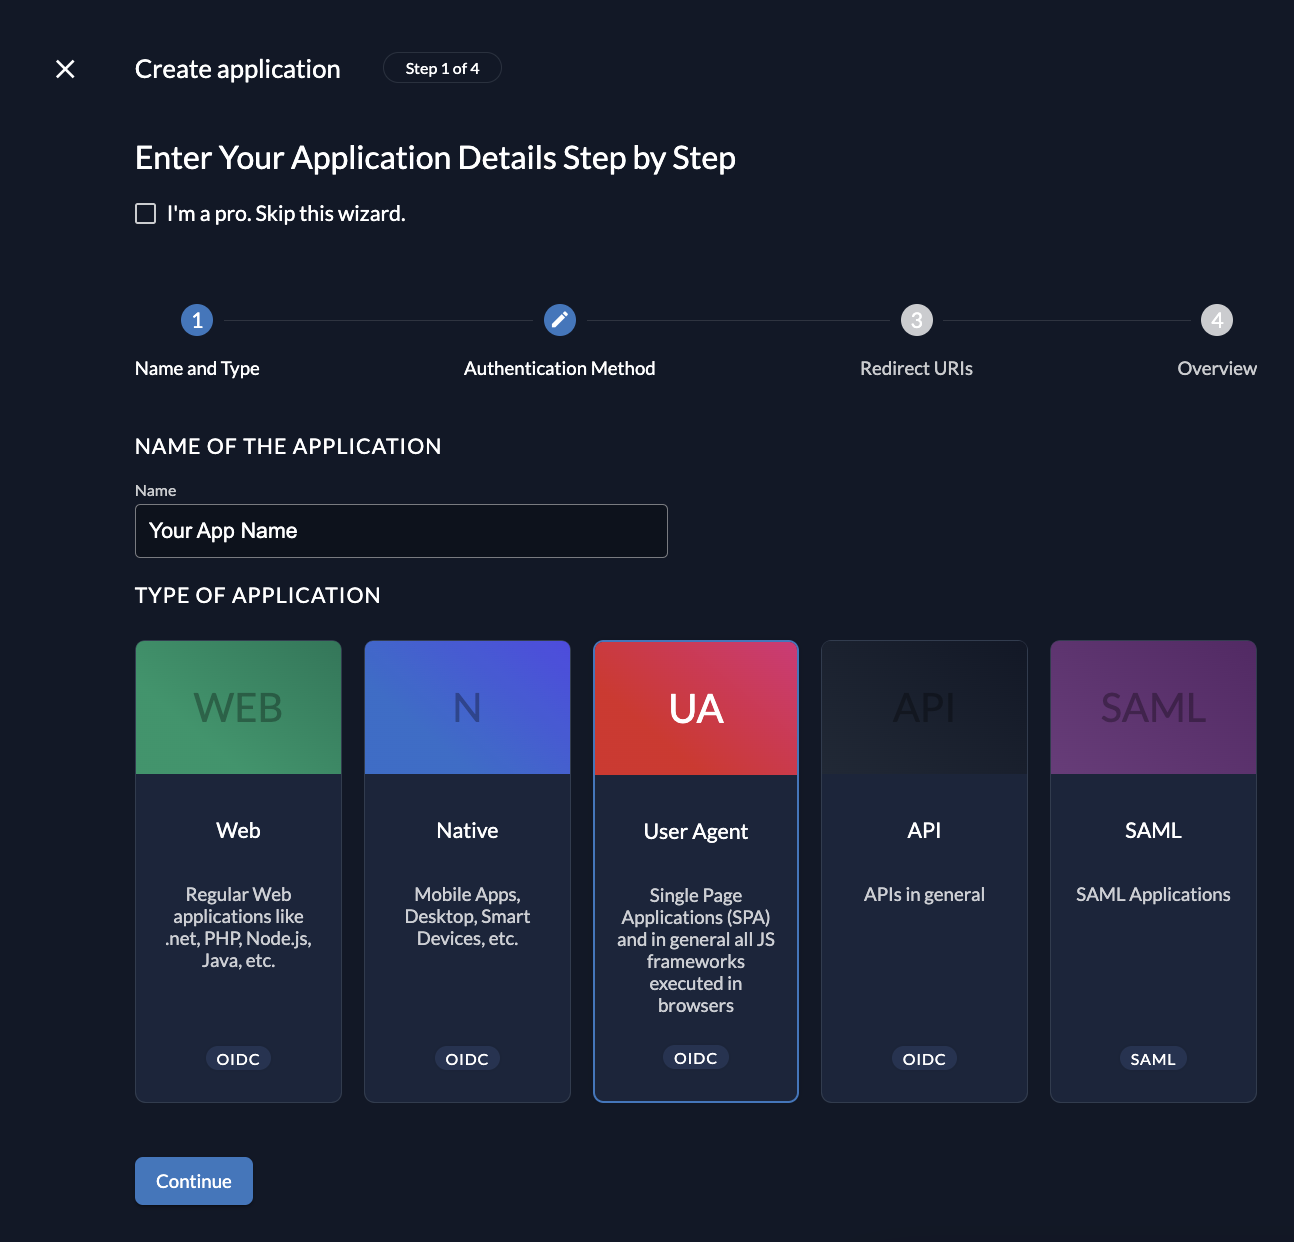 Create application
Step 1 of 4
Enter Your Application Details Step by Step
I'm a pro. Skip this wizard.
1
3
4
Name and Type
Authentication Method
Redirect URIs
Overview
NAME OF THE APPLICATION
Name
Your App Name
TYPE OF APPLICATION
WEB
Web
Regular Web
applications like
.net, PHP, Node.js,
Java, etc.
OIDC
N
Native
Mobile Apps,
Desktop, Smart
Devices, etc.
OIDC
UA
User Agent
Single Page
Applications (SPA)
and in general all JS
frameworks
executed in
browsers
OIDC
API
API
APIs in general
OIDC
SAML
SAML
SAML Applications
SAML
Continue